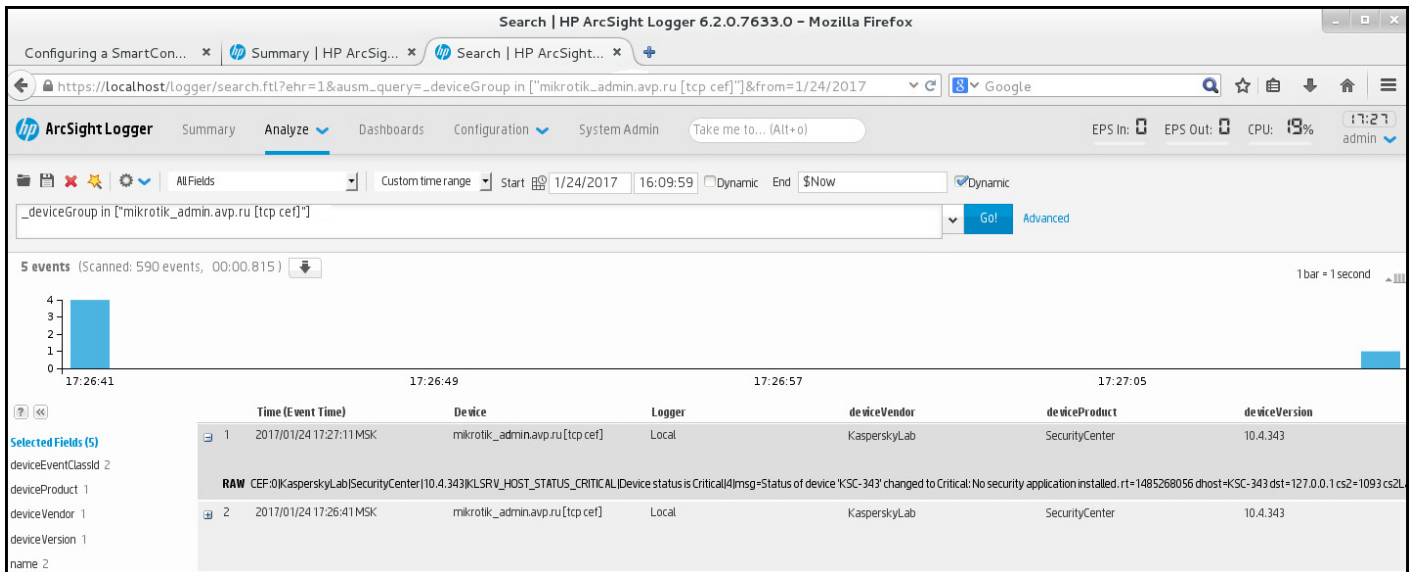 Search | HP ArcSight Logger 6.2.0.7633.0 - Mozilla Firefox
Configuring a SmartCon... Summary | HP ArcSig... Search | HP ArcSight...
https://localhost/logger/search.ftl?ehr=1&ausm_query=_deviceGroup in ["mikrotik_admin.avp.ru [tcp cef]"]&from=1/24/2017 Google
hp ArcSight Logger Summary Analyze Dashboards Configuration System Admin Take me to... (Alt+o) EPS In: 0 EPS Out: 0 CPU: 19% 17:27
admin
All Fields Custom time range Start 1/24/2017 16:09:59 Dynamic End $Now Dynamic
_deviceGroup in ["mikrotik_admin.avp.ru [tcp cef]"] Go! Advanced
5 events (Scanned: 590 events, 00:00.815) 1 bar = 1 second
4
3
2
1
0
17:26:41 17:26:49 17:26:57 17:27:05
Time (Event Time) Device Logger deviceVendor deviceProduct deviceVersion
Selected Fields (5) 1 2017/01/24 17:27:11 MSK mikrotik_admin.avp.ru [tcp cef] Local KasperskyLab SecurityCenter 10.4.343
deviceEventClassId 2
deviceProduct 1 RAW CEF:0|KasperskyLab|SecurityCenter|10.4.343|KLSRV_HOST_STATUS_CRITICAL|Device status is Critical|4|msg=Status of device 'KSC-343' changed to Critical: No security application installed. rt=1485268056 dhost=KSC-343 dst=127.0.0.1 cs2=1093 cs2L
deviceVendor 1 2 2017/01/24 17:26:41 MSK mikrotik_admin.avp.ru [tcp cef] Local KasperskyLab SecurityCenter 10.4.343
deviceVersion 1
name 2